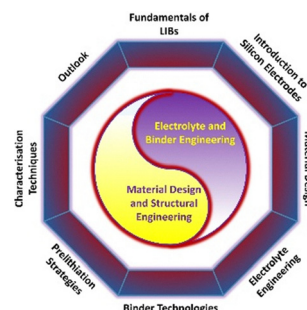 Fundamentals of
LIBs
Introduction to
Silicon Electrodes
Electrolyte
Engineering
Binder Technologies
Prelithiation
Strategies
Characterisation
Techniques
Outlook
Electrolyte and
Binder Engineering
Material Design
and Structural
Engineering